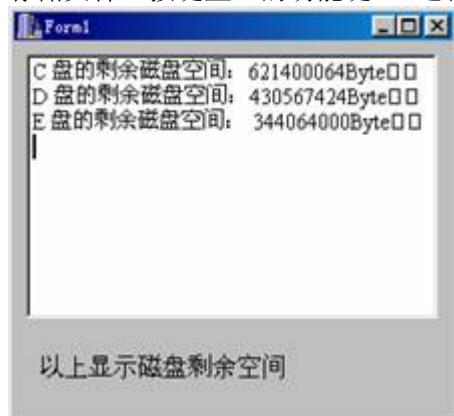 Form1
C 盘的剩余磁盘空间： 621400064Byte□□
D 盘的剩余磁盘空间： 430567424Byte□□
E 盘的剩余磁盘空间： 344064000Byte□□
以上显示磁盘剩余空间